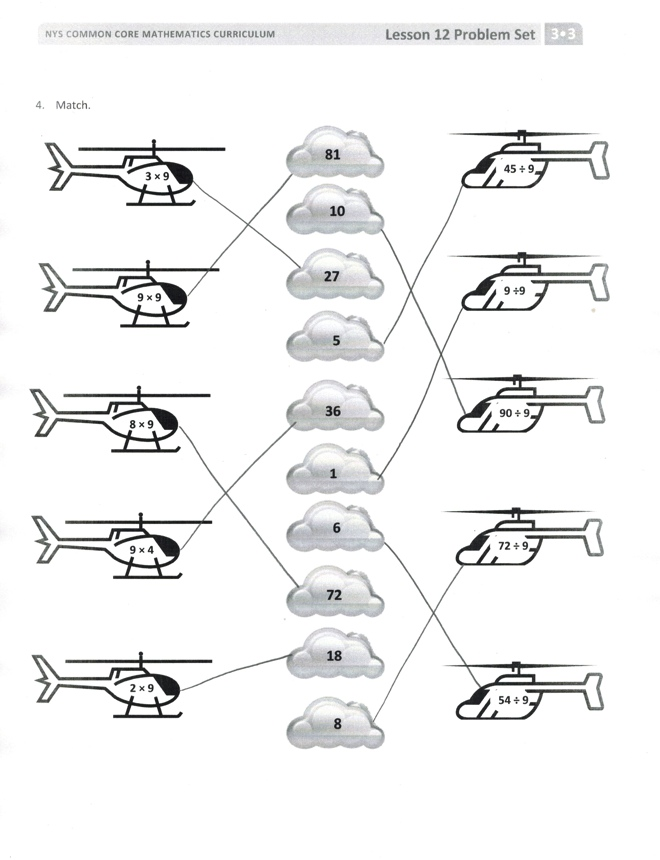 NYS COMMON CORE MATHEMATICS CURRICULUM
Lesson 12 Problem Set 3•3
4. Match.
3 × 9
81
45 ÷ 9
10
9 × 9
27
9 ÷9
5
8 × 9
36
90 ÷ 9
1
9 × 4
6
72 ÷ 9
72
2 × 9
18
54 ÷ 9
8